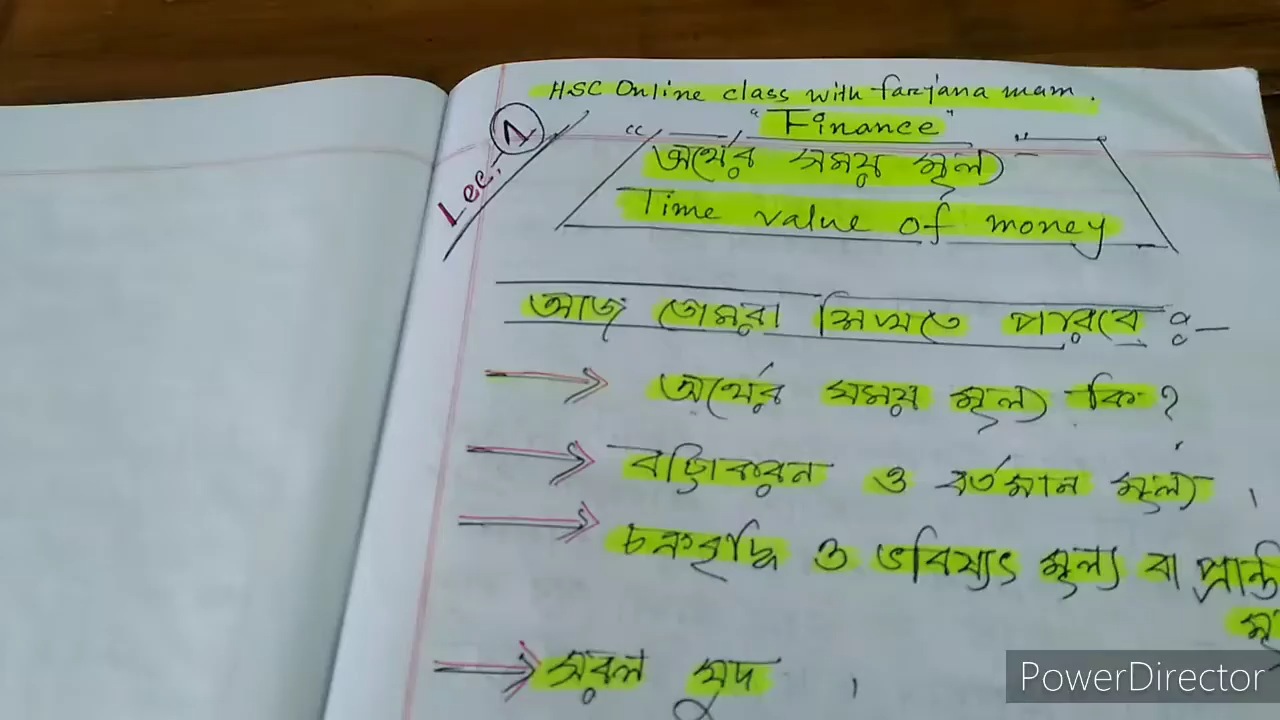 HSC Online class with farjana mam.
"Finance"
Lec:- 1
"অর্থের সময় মূল্য"
Time value of money
আজ তোমরা শিখতে পারবে ঃ—
অর্থের সময় মূল্য কি?
বাট্টাকরন ও বর্তমান মূল্য ।
চক্রবৃদ্ধি ও ভবিষ্যৎ মূল্য বা প্রান্ত
মূ
সরল সুদ ।
PowerDirector